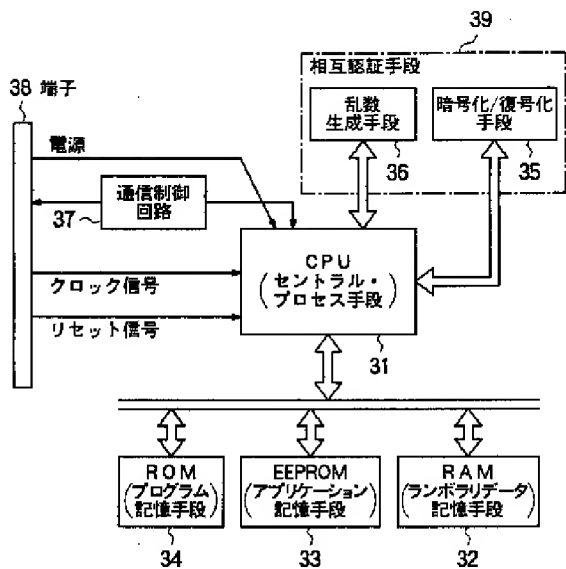 39
相互認証手段
38 端子
乱数
生成手段
暗号化/復号化
手段
36
35
電源
通信制御
回路
37
CPU
(セントラル・
プロセス手段)
クロック信号
リセット信号
31
ROM
(プログラム
記憶手段)
EEPROM
(アプリケーション
記憶手段)
RAM
(ランボラリデータ
記憶手段)
34
33
32